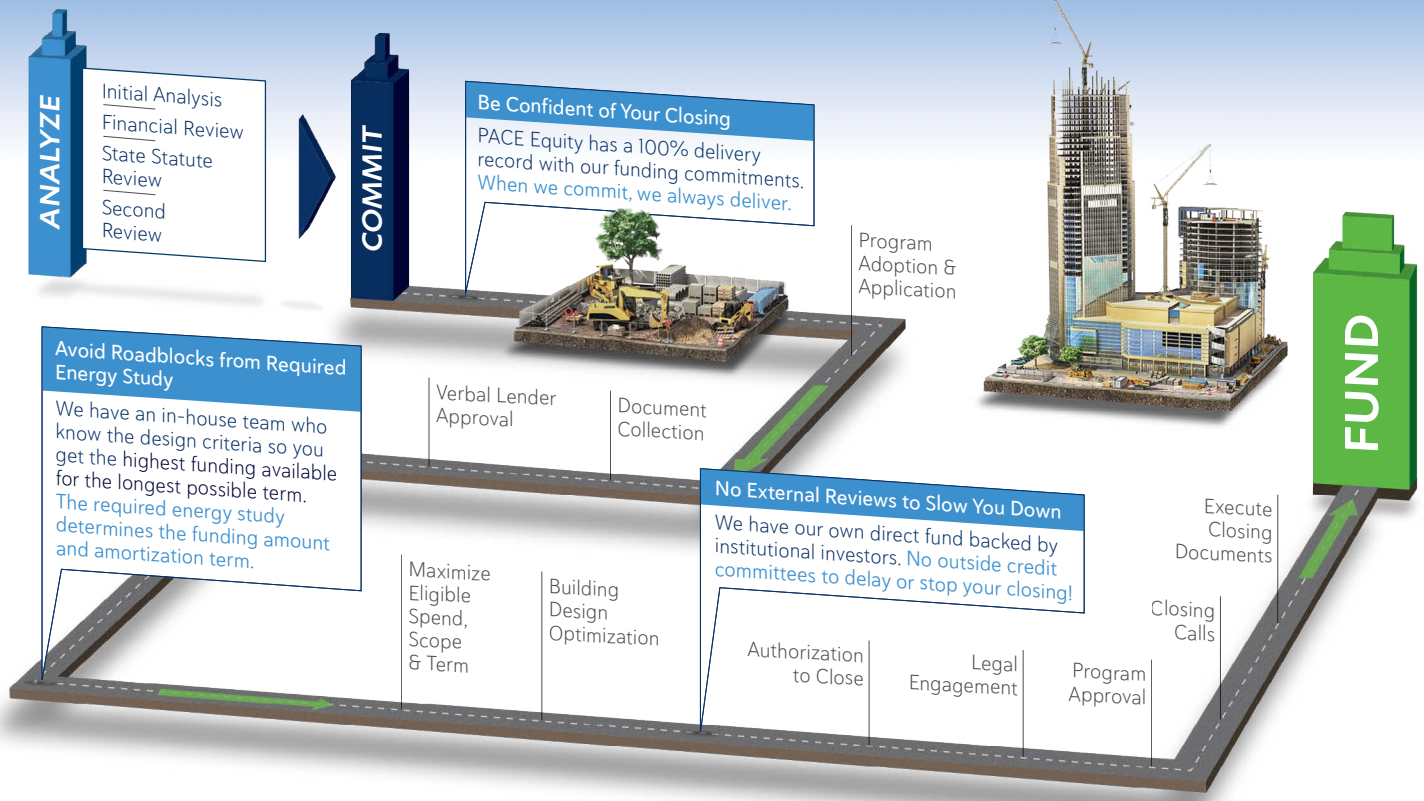 ANALYZE
Initial Analysis
Financial Review
State Statute
Review
Second
Review
COMMIT
Be Confident of Your Closing
PACE Equity has a 100% delivery
record with our funding commitments.
When we commit, we always deliver.
Program
Adoption &
Application
Verbal Lender
Approval
Document
Collection
Avoid Roadblocks from Required
Energy Study
We have an in-house team who
know the design criteria so you
get the highest funding available
for the longest possible term.
The required energy study
determines the funding amount
and amortization term.
Maximize
Eligible
Spend,
Scope
& Term
Building
Design
Optimization
No External Reviews to Slow You Down
We have our own direct fund backed by
institutional investors. No outside credit
committees to delay or stop your closing!
Authorization
to Close
Legal
Engagement
Program
Approval
Closing
Calls
Execute
Closing
Documents
FUND